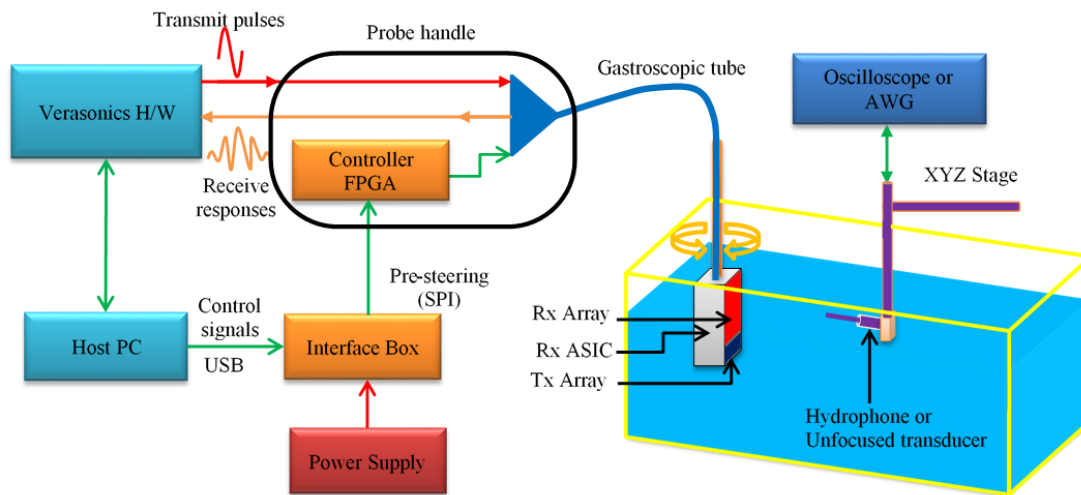 Transmit pulses
Probe handle
Gastroscopic tube
Oscilloscope or
AWG
Verasonics H/W
Controller
FPGA
Receive
responses
XYZ Stage
Pre-steering
(SPI)
Control
signals
USB
Host PC
Interface Box
Rx Array
Rx ASIC
Tx Array
Hydrophone or
Unfocused transducer
Power Supply